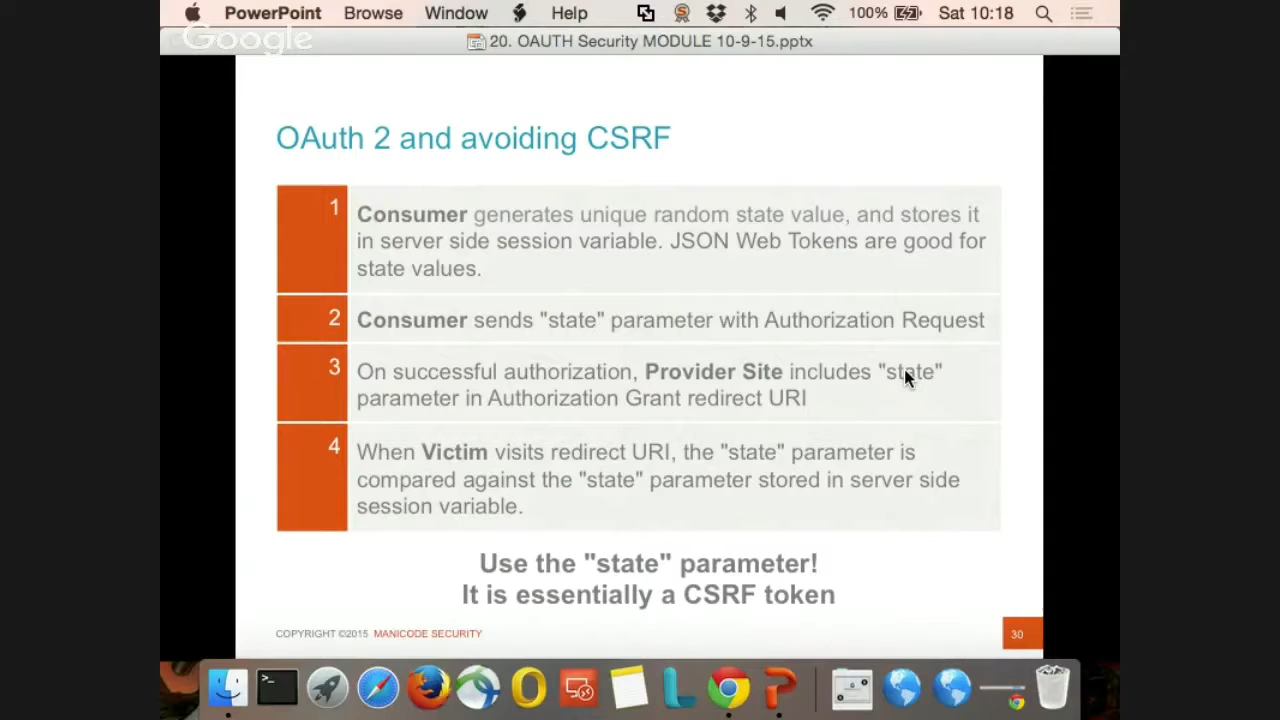 PowerPoint Browse Window Help 100% Sat 10:18
Google
20. OAUTH Security MODULE 10-9-15.pptx
OAuth 2 and avoiding CSRF
1
Consumer generates unique random state value, and stores it
in server side session variable. JSON Web Tokens are good for
state values.
2
Consumer sends "state" parameter with Authorization Request
3
On successful authorization, Provider Site includes "state"
parameter in Authorization Grant redirect URI
4
When Victim visits redirect URI, the "state" parameter is
compared against the "state" parameter stored in server side
session variable.
Use the "state" parameter!
It is essentially a CSRF token
COPYRIGHT ©2015 MANICODE SECURITY
30